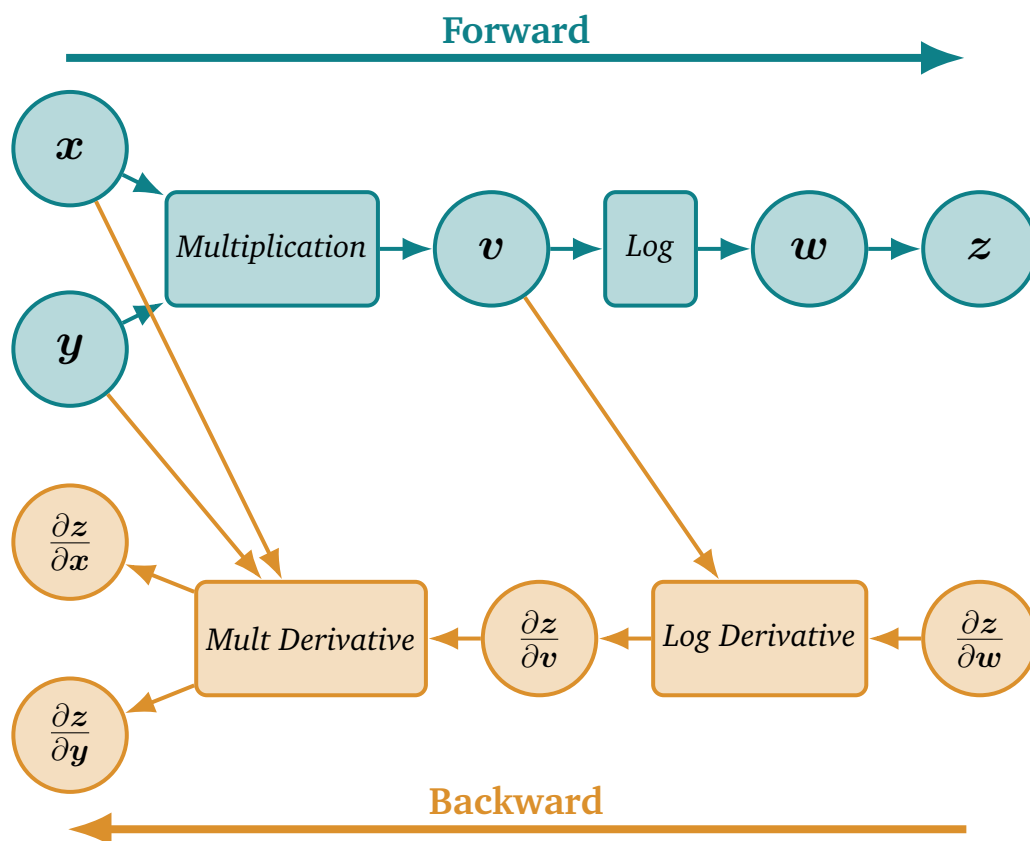 Forward
x
Multiplication
v
Log
w
z
y
∂z/∂x
Mult Derivative
∂z/∂v
Log Derivative
∂z/∂w
∂z/∂y
Backward